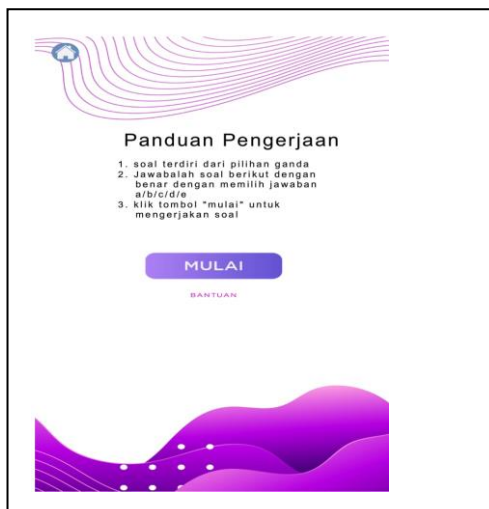 Panduan Pengerjaan
1. soal terdiri dari pilihan ganda
2. Jawabalah soal berikut dengan
benar dengan memilih jawaban
a/b/c/d/e
3. klik tombol "mulai" untuk
mengerjakan soal
MULAI
BANTUAN